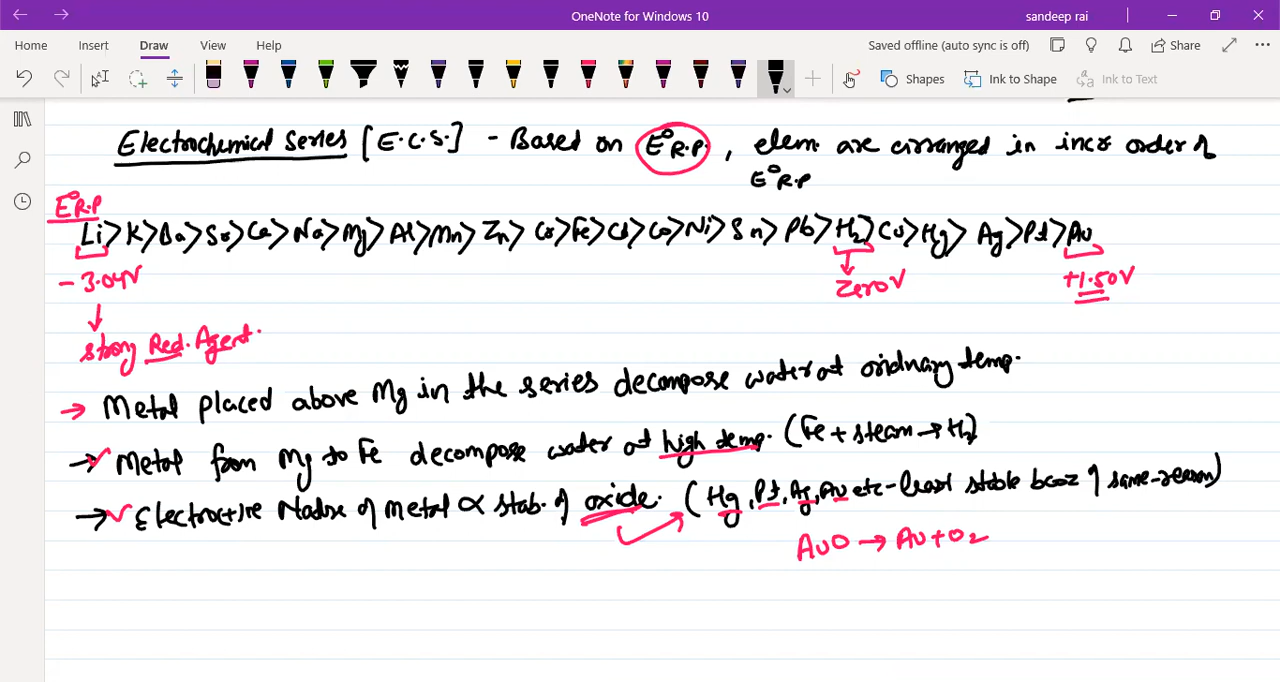 OneNote for Windows 10
sandeep rai
Home Insert Draw View Help
Saved offline (auto sync is off) Share
Shapes Ink to Shape Ink to Text
Electrochemical Series [E.C.S.] - Based on E°R.P., elem. are arranged in incr order of
E°R.P
E°R.P
Li>K>Ba>Sr>Ca>Na>Mg>Al>Mn>Zn>Cr>Fe>Cd>Co>Ni>Sn>Pb>H2>Cu>Hg>Ag>Pt>Au
-3.04V Zero V +1.50V
strong Red. Agent.
→ Metal placed above Mg in the series decompose water at ordinary temp.
→ Metal from Mg to Fe decompose water at high temp. (Fe + steam → H2)
→ Electro+ve Nature of metal ∝ stab. of oxide. (Hg, Pt, Ag, Au etc - least stable bcoz of same-reason)
AuO → Au + O2